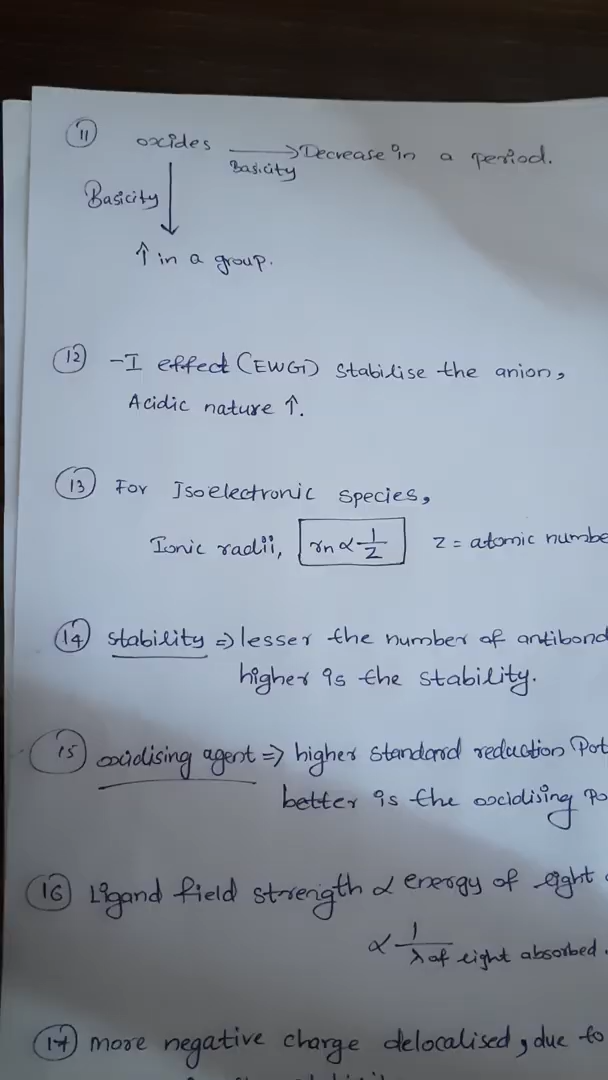 11 oxides → Decrease in a period.
Basicity
Basicity ↓
↑ in a group.
12 -I effect (EWG) stabilise the anion,
Acidic nature ↑.
13 For Isoelectronic species,
Ionic radii, rn ∝ 1/Z Z = atomic numbe
14 stability ⇒ lesser the number of antibond
higher is the stability.
15 oxidising agent ⇒ higher standard reduction Pot
better is the oxidising Po
16 Ligand field strength ∝ energy of light
∝ 1/λ of light absorbed.
17 more negative charge delocalised, due to